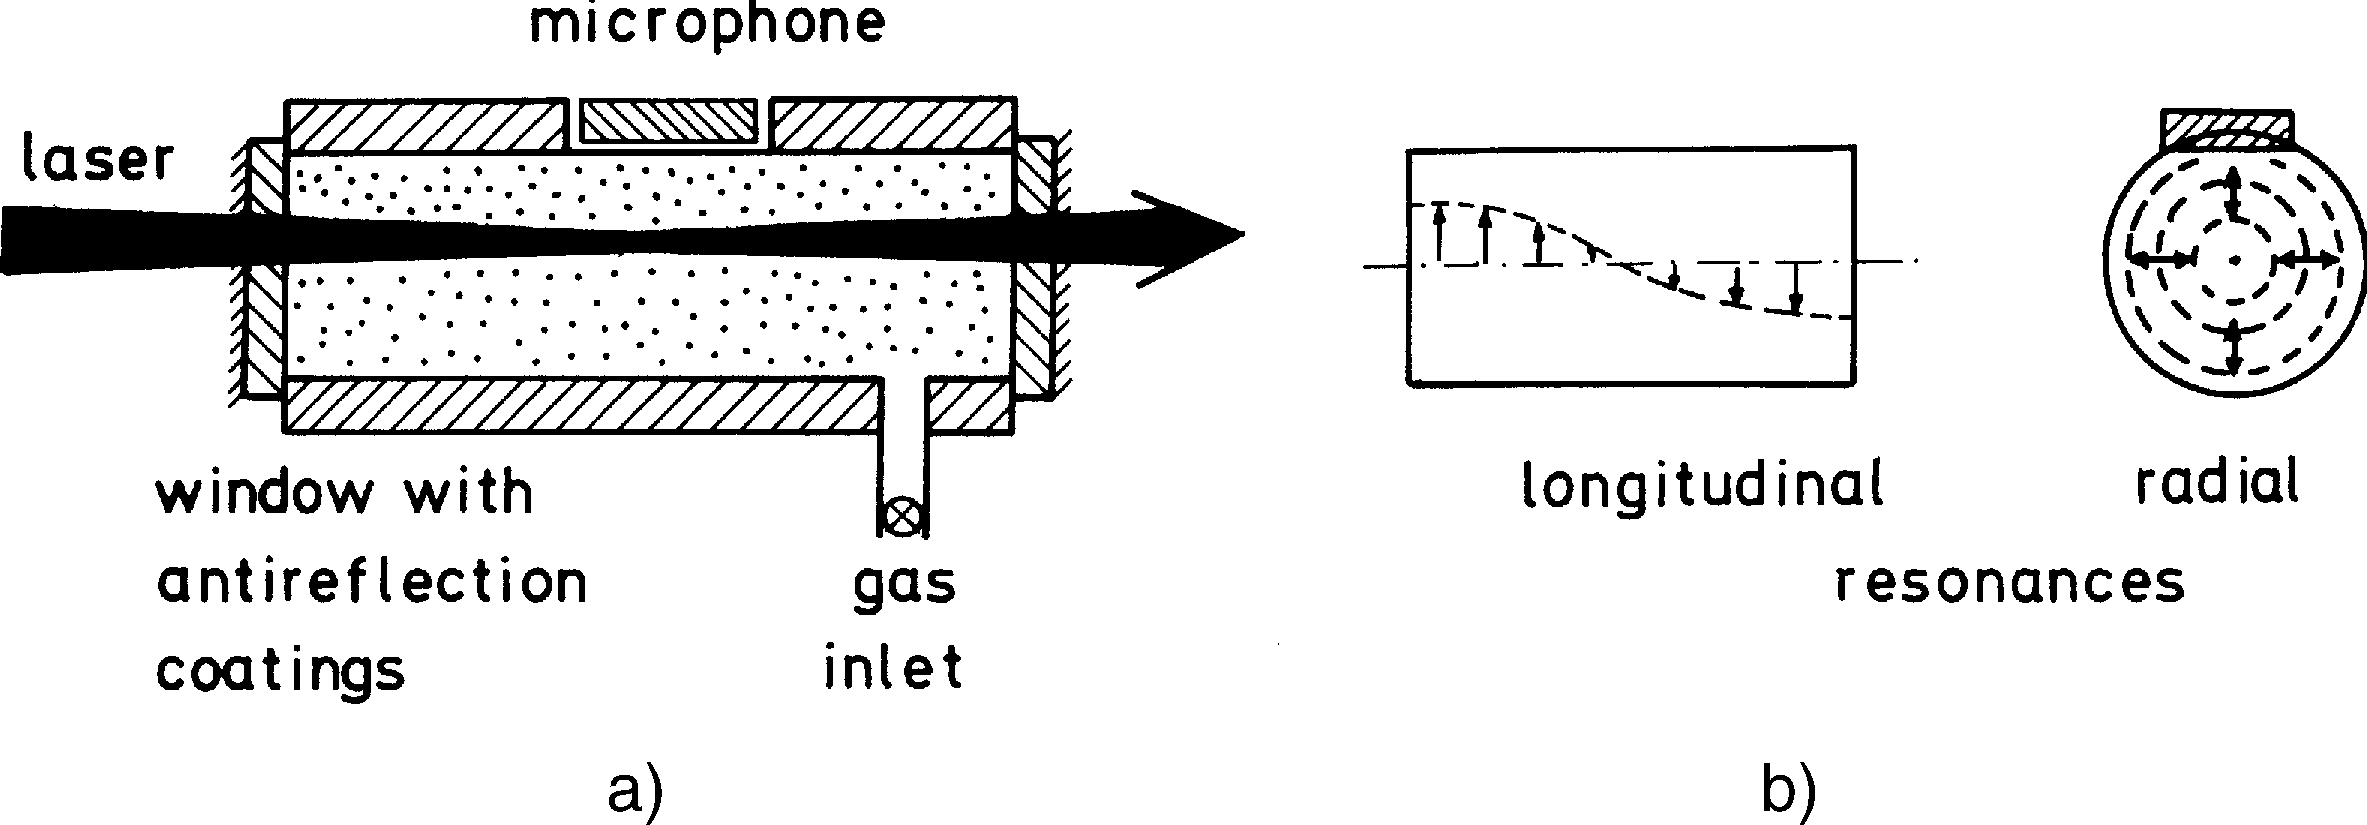 microphone
laser
window with
antireflection
coatings
gas
inlet
a)
longitudinal
radial
resonances
b)